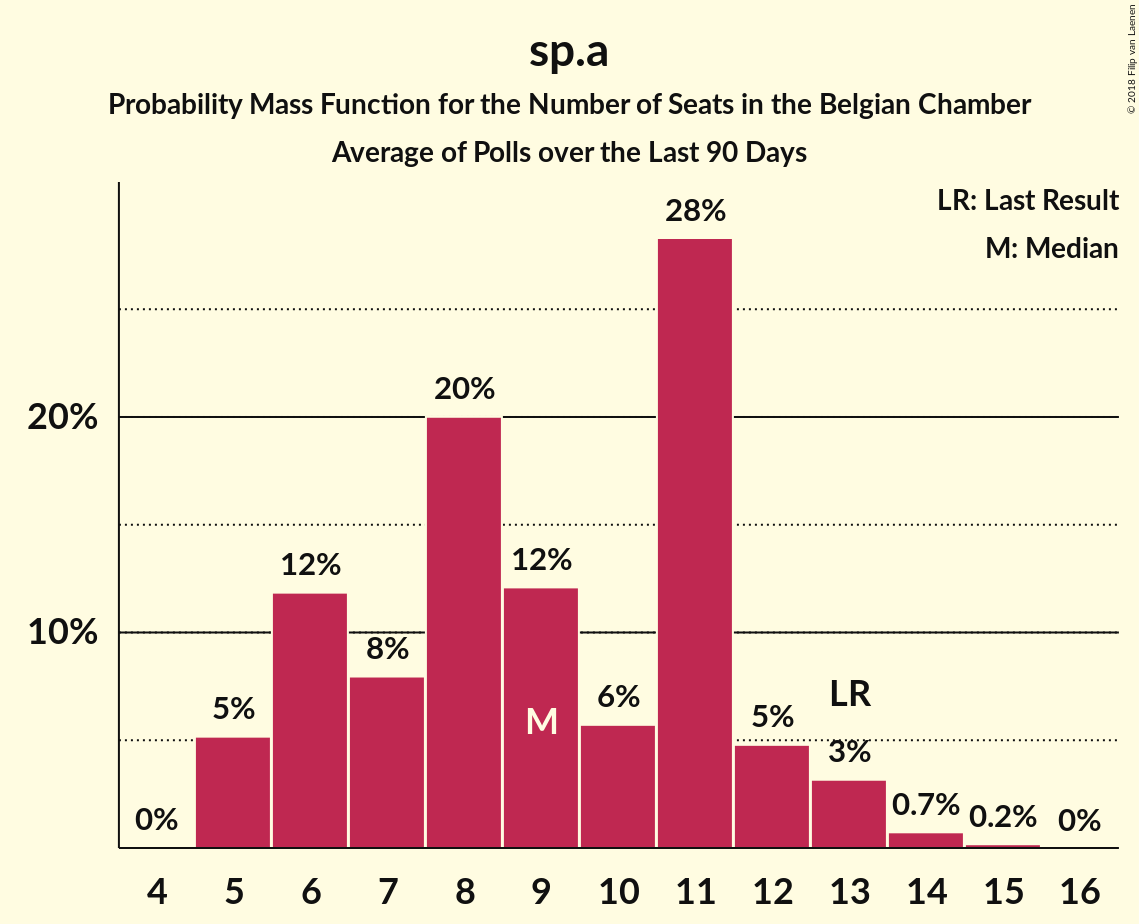 sp.a
Probability Mass Function for the Number of Seats in the Belgian Chamber
Average of Polls over the Last 90 Days
© 2018 Filip van Laenen
LR: Last Result
M: Median
20%
10%
0%
5%
12%
8%
20%
12%
M
6%
28%
5%
LR
3%
0.7%
0.2%
0%
4 5 6 7 8 9 10 11 12 13 14 15 16